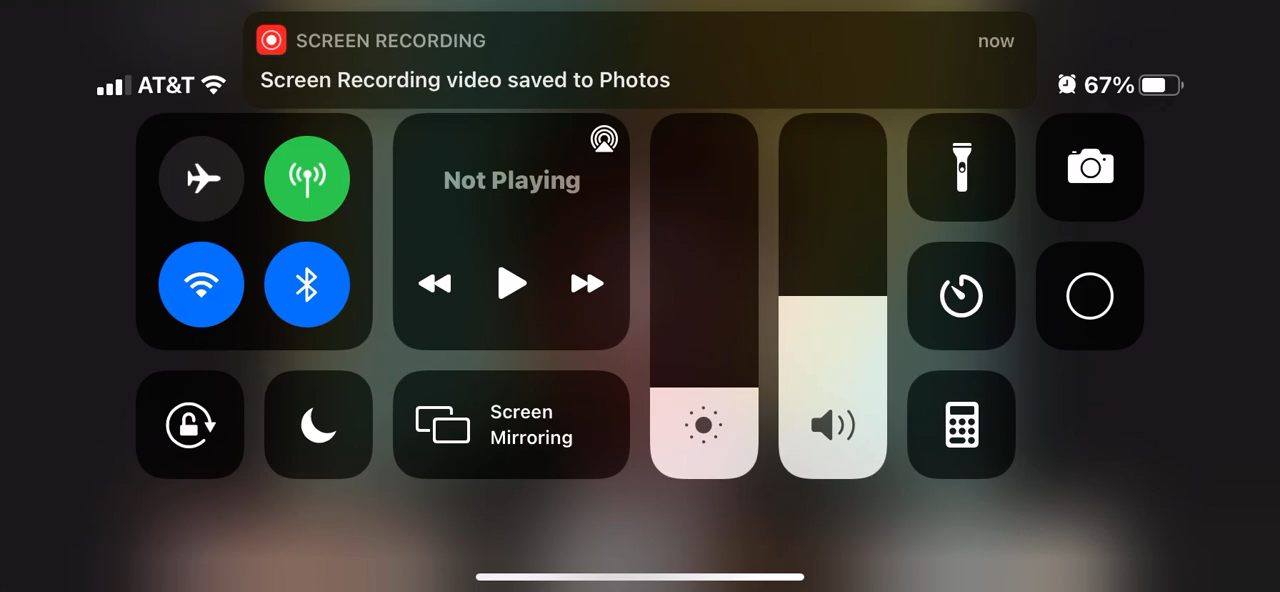 SCREEN RECORDING
now
Screen Recording video saved to Photos
AT&T
67%
Not Playing
Screen
Mirroring